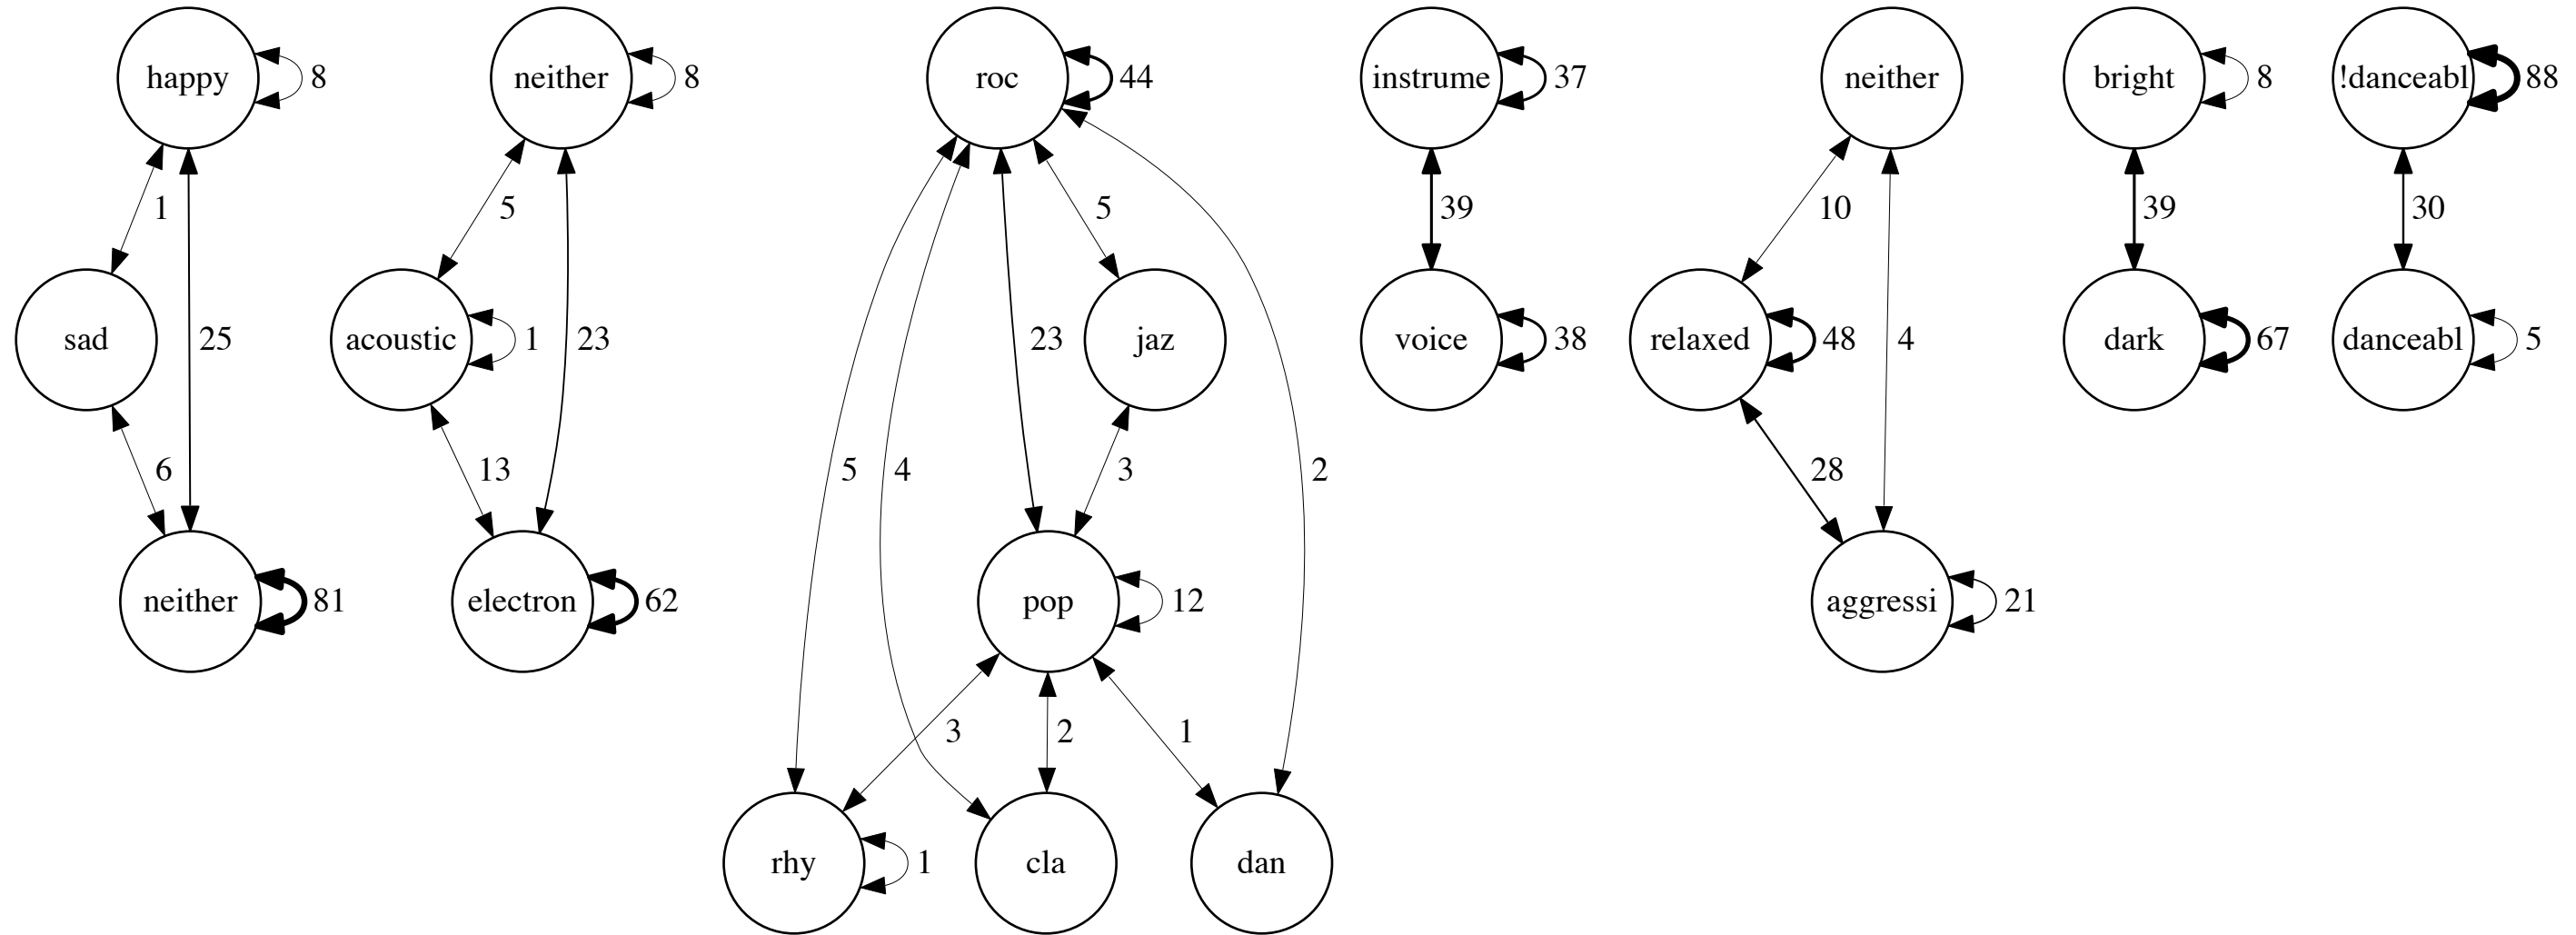 happy 8 neither 8 roc 44 instrume 37 neither bright 8 !danceabl 88
1 5 5 39 10 39 30
sad 25 acoustic 1 23 23 jaz voice 38 relaxed 48 4 dark 67 danceabl 5
6 13 5 4 3 2 28
neither 81 electron 62 pop 12 aggressi 21
3 2 1
rhy 1 cla dan